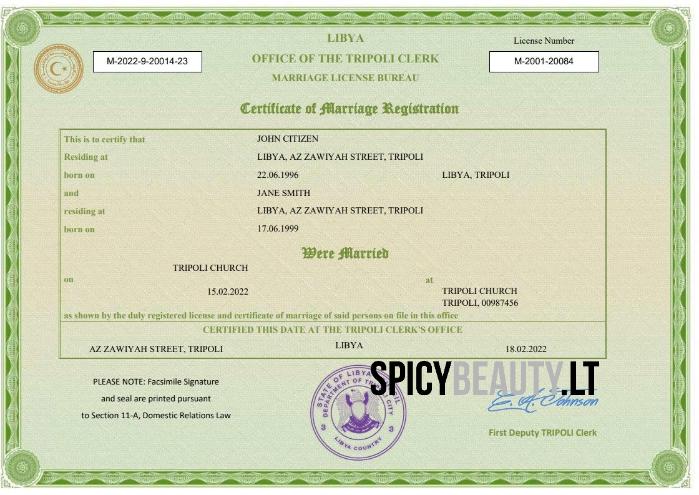 LIBYA
License Number
M-2022-9-20014-23
OFFICE OF THE TRIPOLI CLERK
M-2001-20084
MARRIAGE LICENSE BUREAU
Certificate of Marriage Registration
This is to certify that JOHN CITIZEN
Residing at LIBYA, AZ ZAWIYAH STREET, TRIPOLI
born on 22.06.1996 LIBYA, TRIPOLI
and JANE SMITH
residing at LIBYA, AZ ZAWIYAH STREET, TRIPOLI
born on 17.06.1999
Were Married
TRIPOLI CHURCH
on at
15.02.2022 TRIPOLI CHURCH
TRIPOLI, 00987456
as shown by the duly registered license and certificate of marriage of said persons on file in this office
CERTIFIED THIS DATE AT THE TRIPOLI CLERK'S OFFICE
AZ ZAWIYAH STREET, TRIPOLI LIBYA 18.02.2022
PLEASE NOTE: Facsimile Signature
and seal are printed pursuant
to Section 11-A, Domestic Relations Law
STATE OF LIBYA
DEPARTMENT OF CITY
LIBYA COUNTRY
SPICYBEAUTY.LT
E. A. Johnson
First Deputy TRIPOLI Clerk